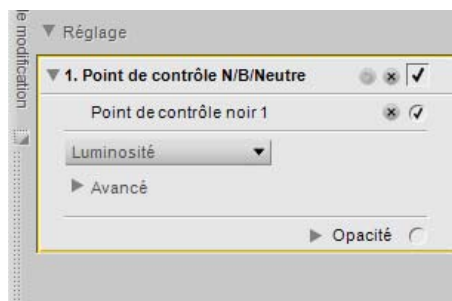 le modification
Réglage
1. Point de contrôle N/B/Neutre
Point de contrôle noir 1
Luminosité
Avancé
Opacité